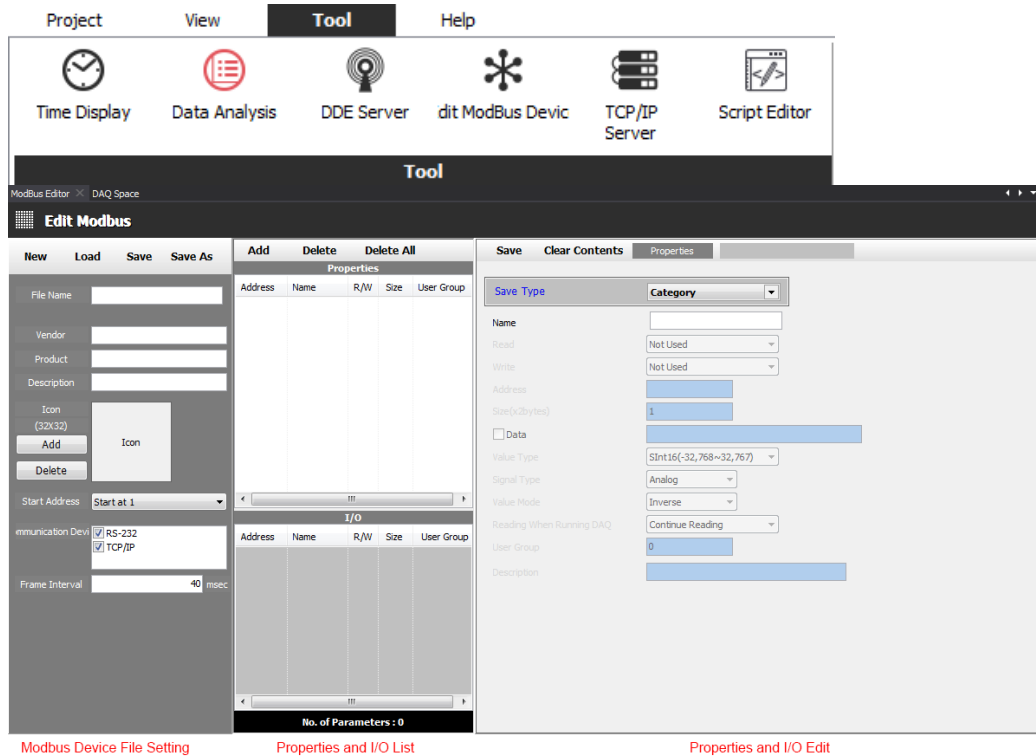 Project View Tool Help
Time Display Data Analysis DDE Server dit ModBus Devic TCP/IP Server Script Editor
Tool
ModBus Editor DAQ Space
Edit Modbus
New Load Save Save As
File Name
Vendor
Product
Description
Icon
(32X32)
Add
Delete
Icon
Start Address Start at 1
mmunication Devi RS-232
TCP/IP
Frame Interval 40 msec
Add Delete Delete All
Properties
Address Name R/W Size User Group
I/O
Address Name R/W Size User Group
No. of Parameters : 0
Save Clear Contents Properties
Save Type Category
Name
Read Not Used
Write Not Used
Address
Size(x2bytes) 1
Data
Value Type SInt16(-32,768~32,767)
Signal Type Analog
Value Mode Inverse
Reading When Running DAQ Continue Reading
User Group 0
Description
Modbus Device File Setting Properties and I/O List Properties and I/O Edit